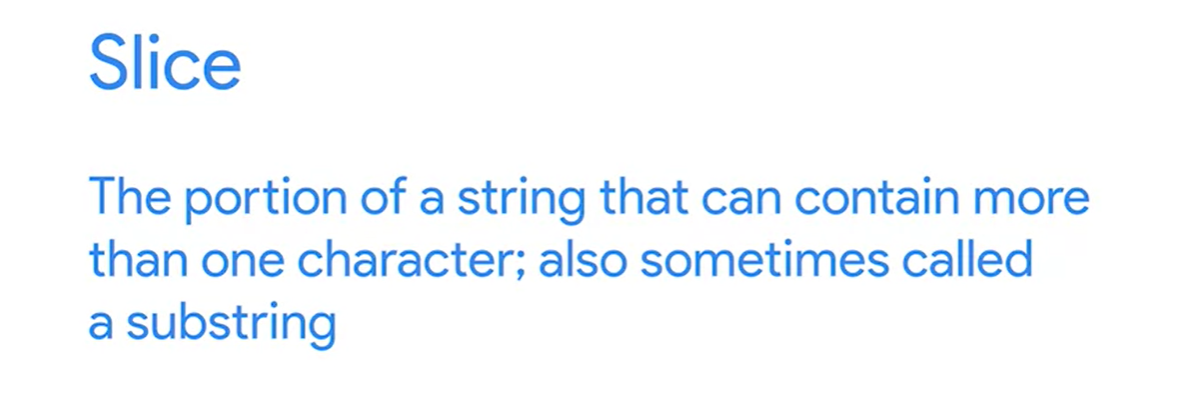 Slice
The portion of a string that can contain more
than one character; also sometimes called
a substring